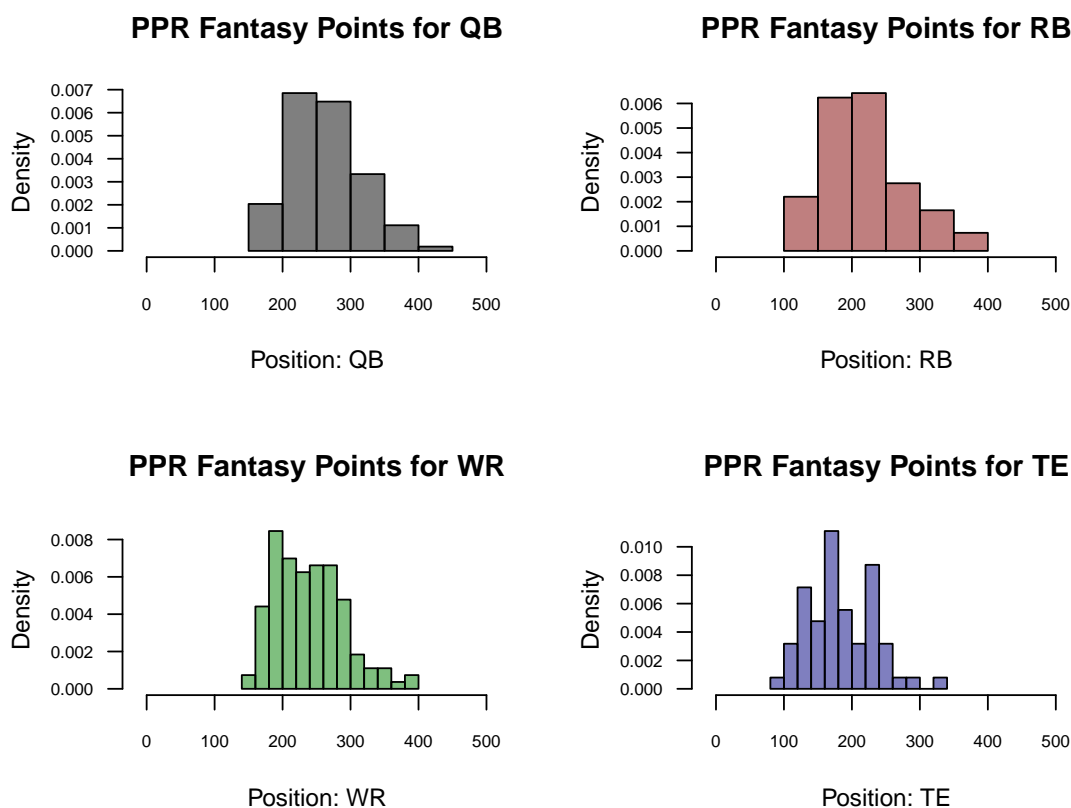 PPR Fantasy Points for QB
Density
0.007
0.006
0.005
0.004
0.003
0.002
0.001
0.000
0 100 200 300 400 500
Position: QB
PPR Fantasy Points for RB
Density
0.006
0.005
0.004
0.003
0.002
0.001
0.000
0 100 200 300 400 500
Position: RB
PPR Fantasy Points for WR
Density
0.008
0.006
0.004
0.002
0.000
0 100 200 300 400 500
Position: WR
PPR Fantasy Points for TE
Density
0.010
0.008
0.006
0.004
0.002
0.000
0 100 200 300 400 500
Position: TE